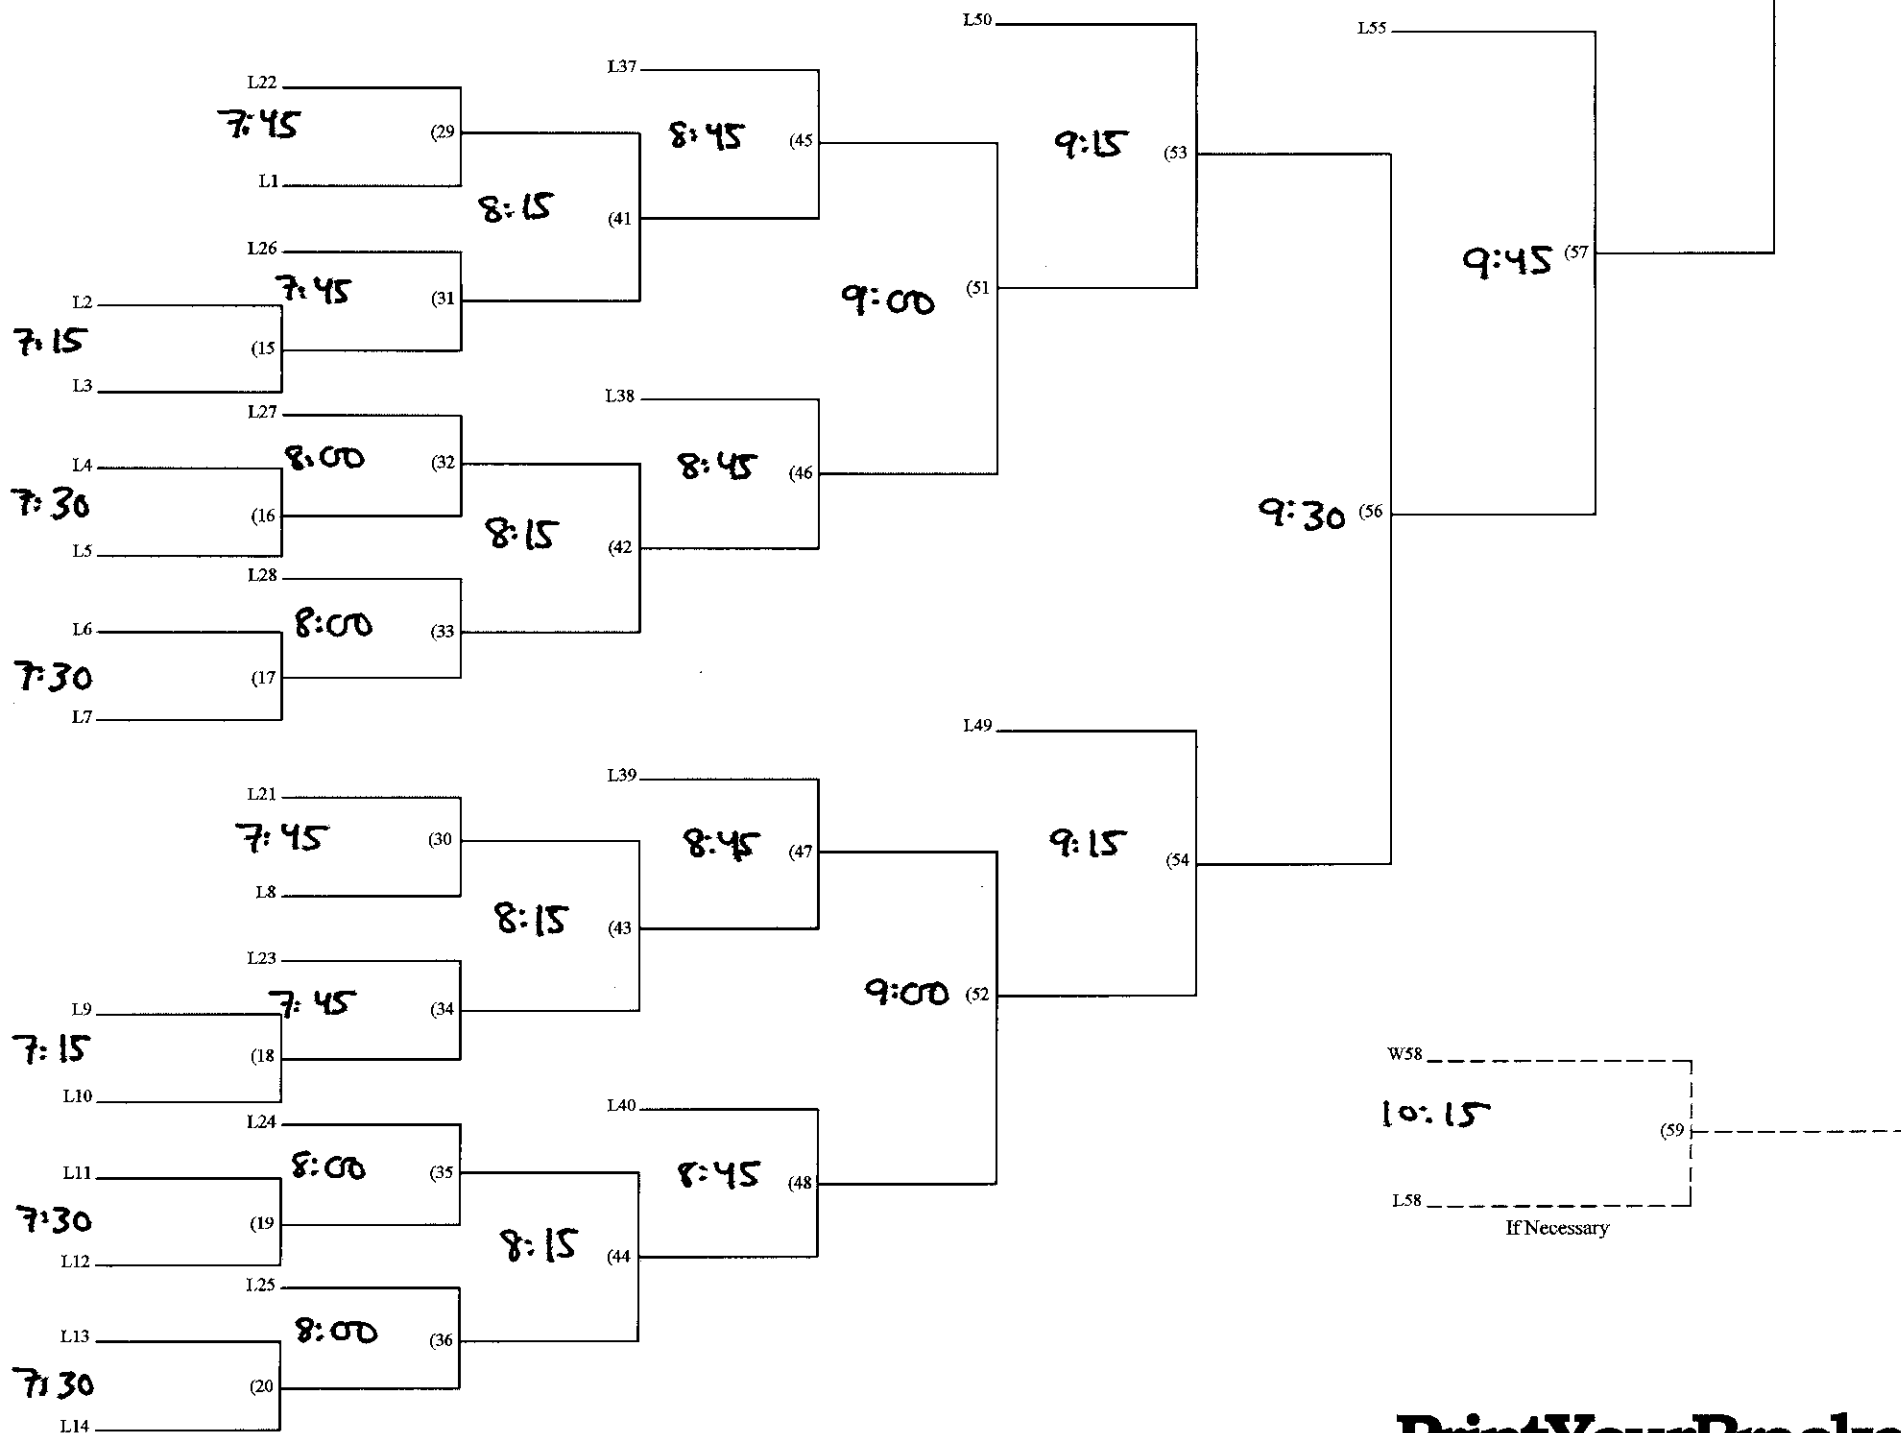 L50
L55
L37
L22
7:45
(29
8:45
(45
9:15
(53
L1
8:15
(41
L26
7:45
(31
9:45
(57
9:00
(51
L2
7:15
(15
L3
L38
L27
8:00
(32
8:45
(46
L4
7:30
(16
9:30
(56
8:15
(42
L5
L28
8:00
(33
L6
7:30
(17
L7
L49
L39
L21
7:45
(30
8:45
(47
9:15
(54
L8
8:15
(43
L23
7:45
(34
9:00
(52
L9
7:15
(18
L10
W58
10:15
(59
L58
If Necessary
L40
L24
8:00
(35
8:45
(48
L11
7:30
(19
8:15
(44
L12
L25
8:00
(36
L13
7:30
(20
L14
PrintYourBracke